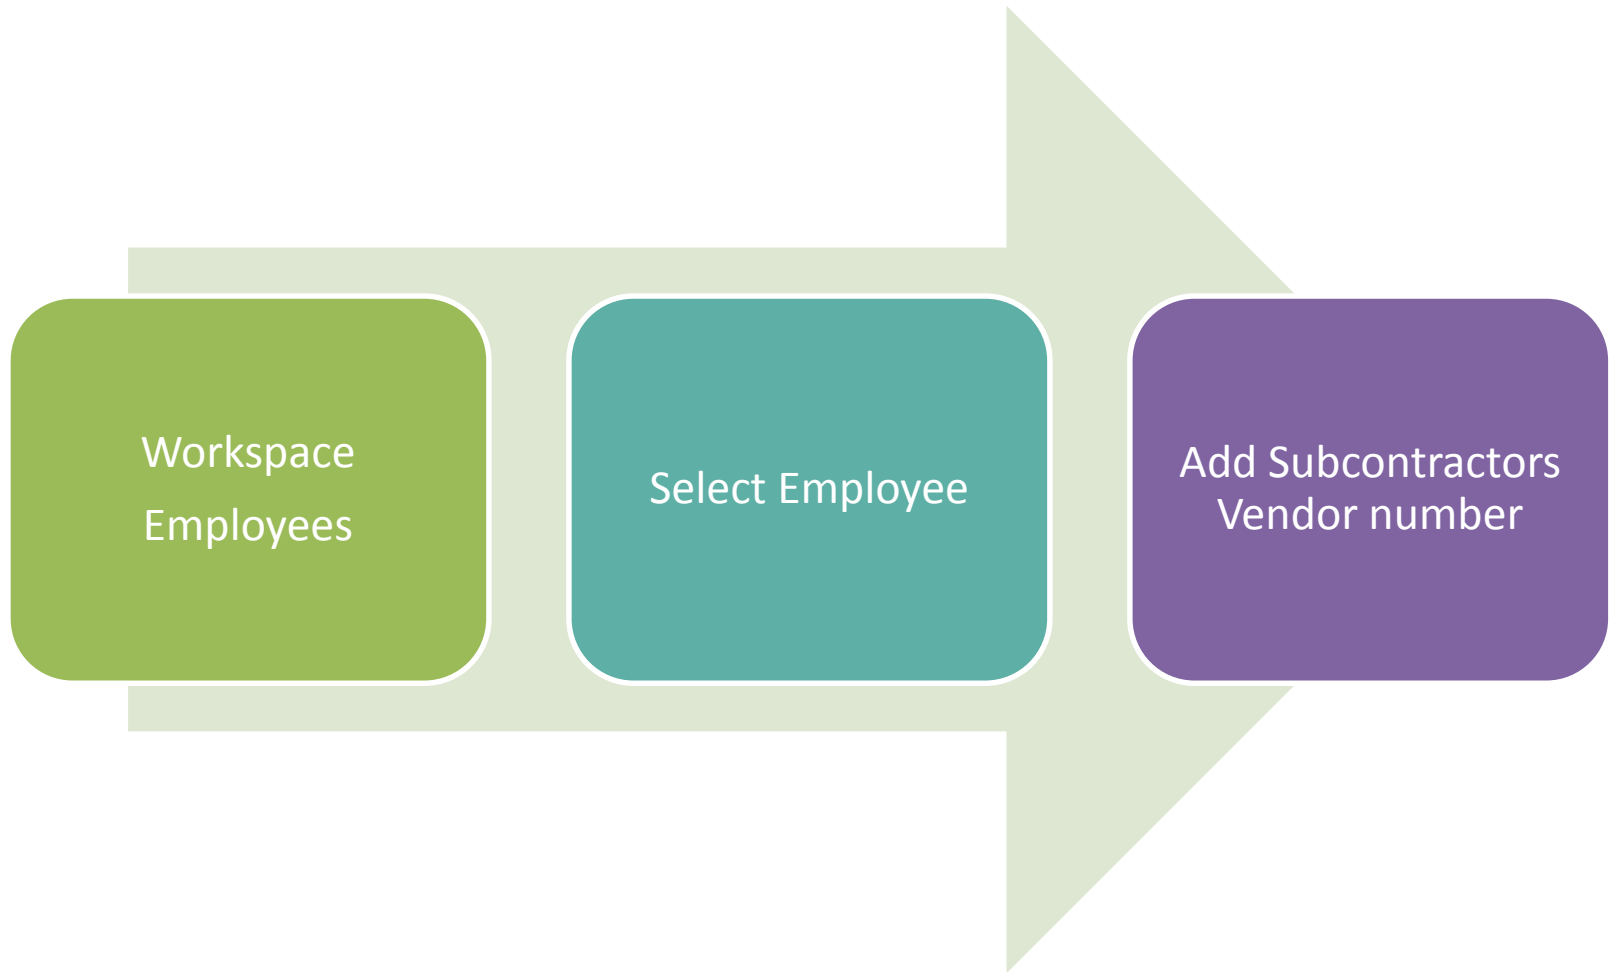 Workspace
Employees
Select Employee
Add Subcontractors
Vendor number